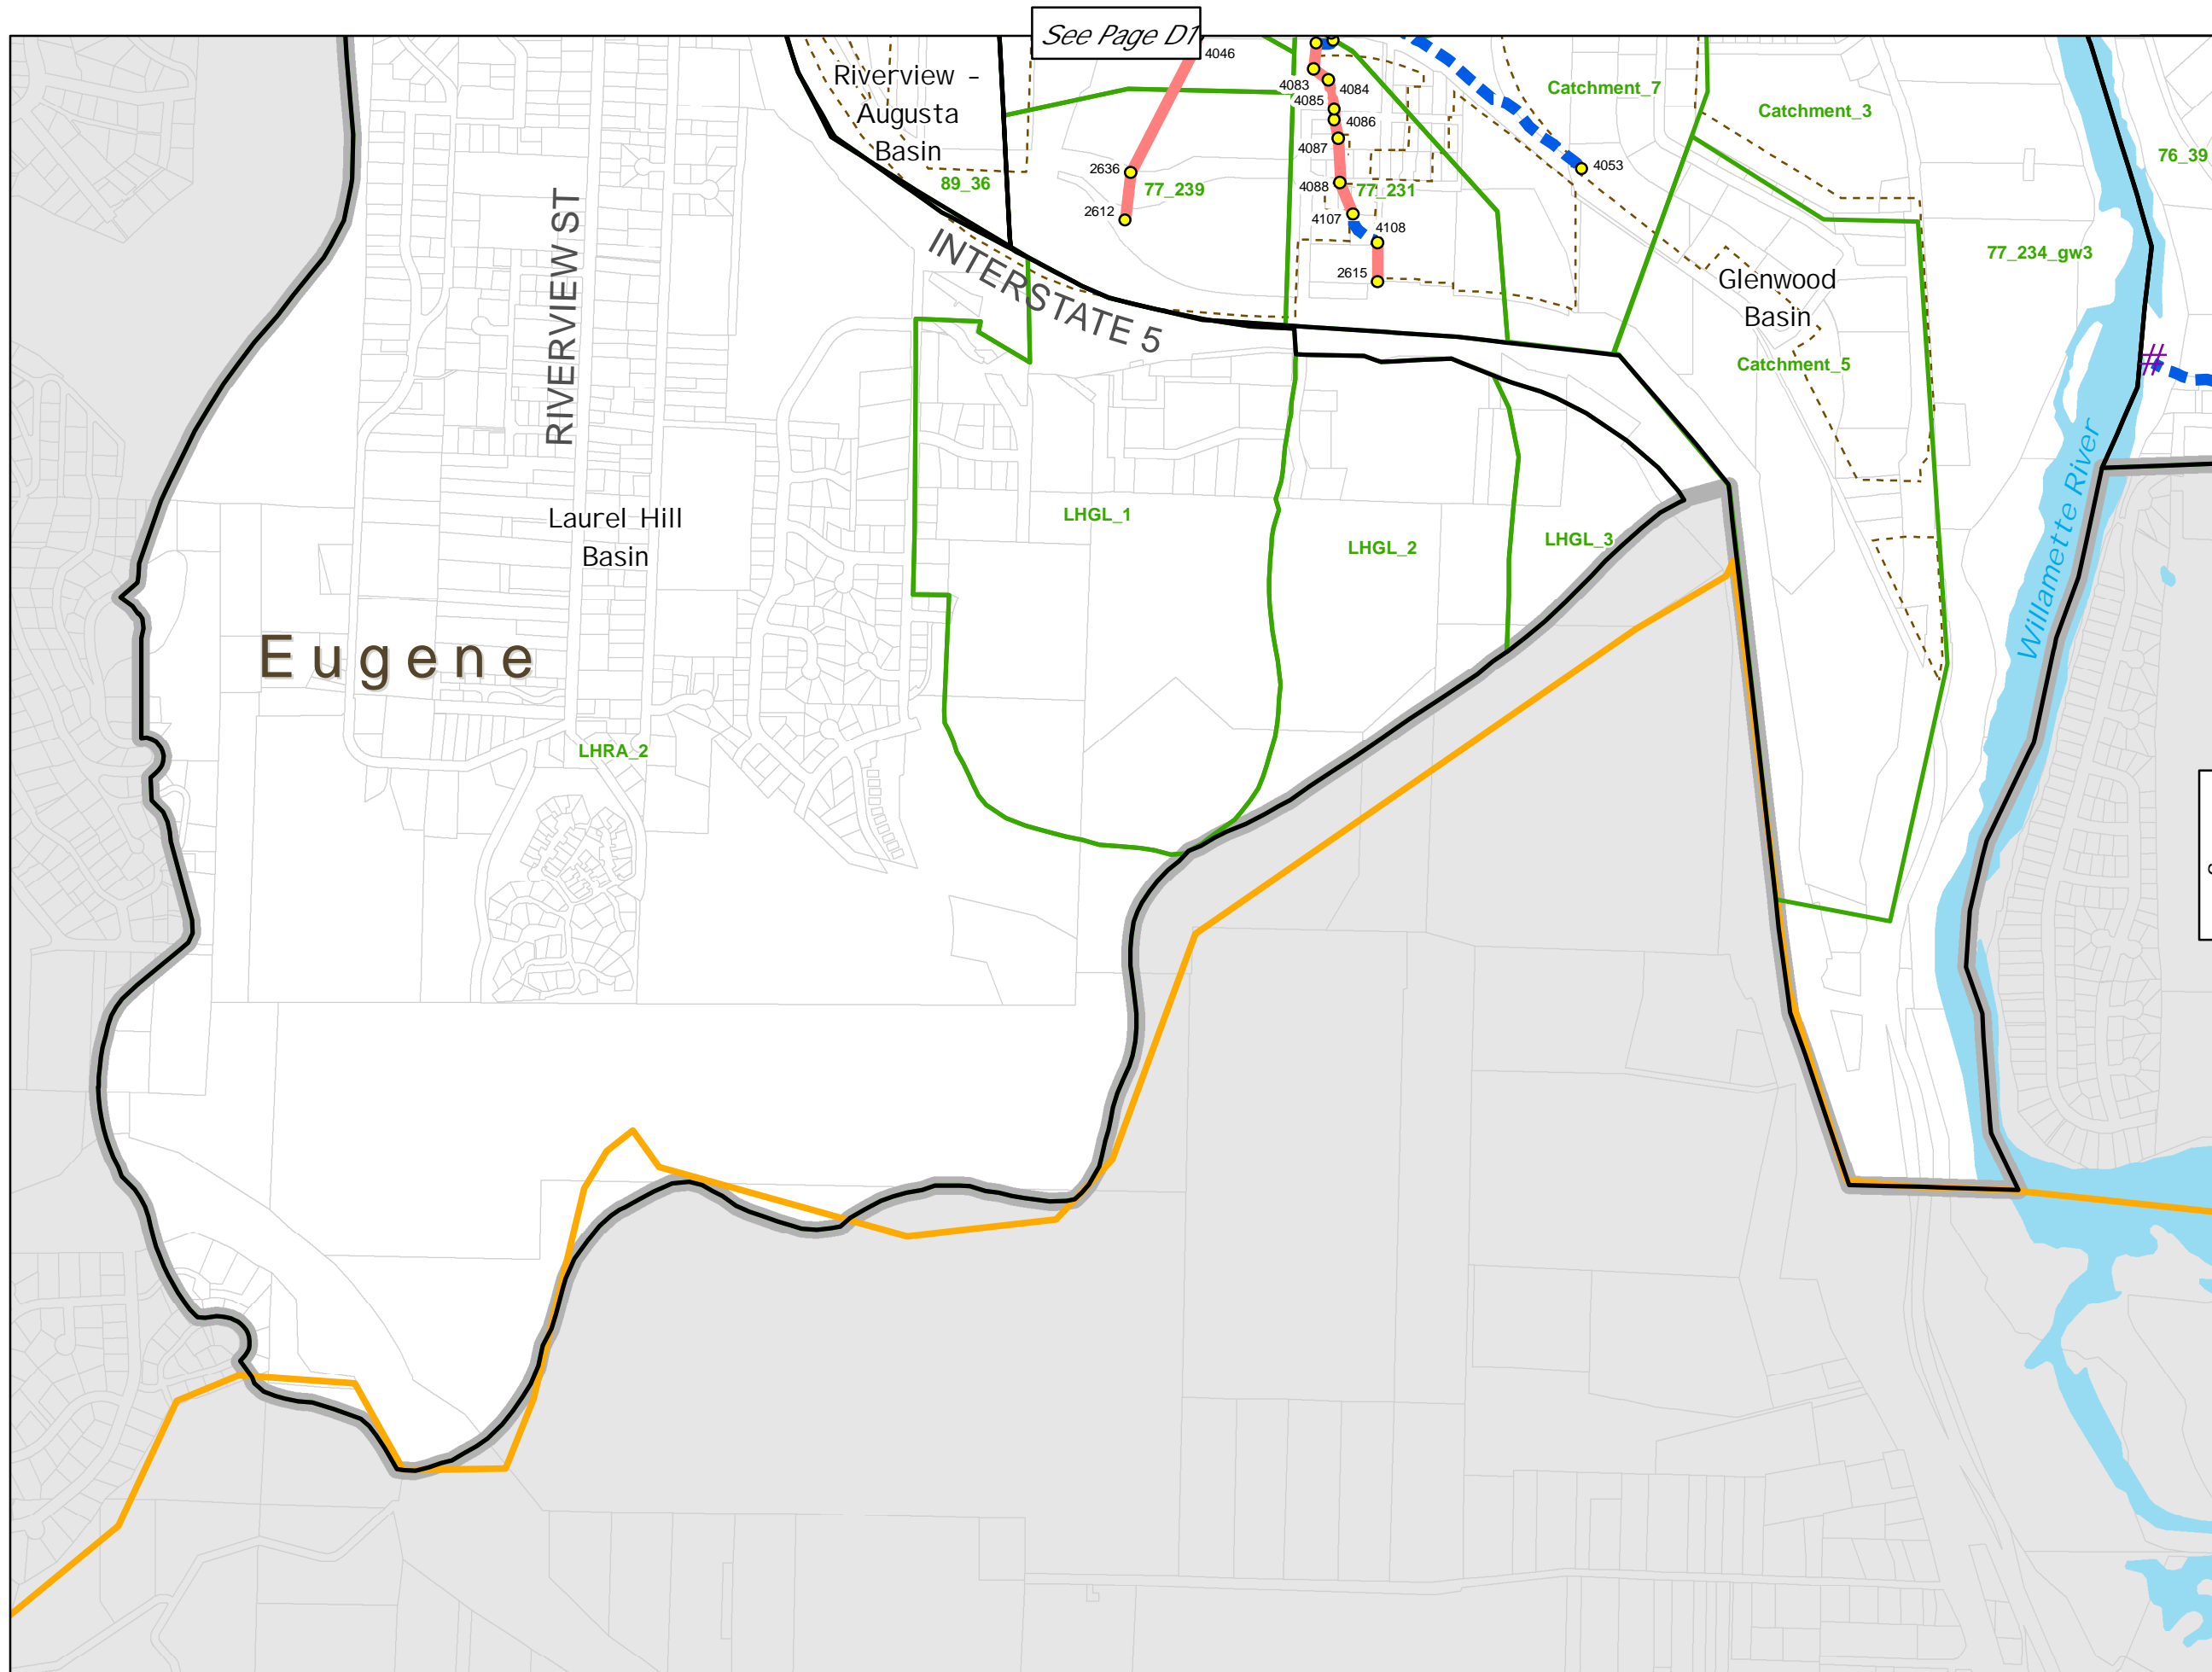 See Page D1
4046
Riverview -
Augusta
Basin
89_36
2636
77_239
2612
4083
4084
4085
4086
4087
4088
77_231
4107
4108
2615
4053
Catchment_7
Catchment_3
76_39
77_234_gw3
Glenwood
Basin
Catchment_5
#
RIVERVIEW ST
INTERSTATE 5
Willamette River
Laurel Hill
Basin
LHGL_1
LHGL_2
LHGL_3
Eugene
LHRA_2